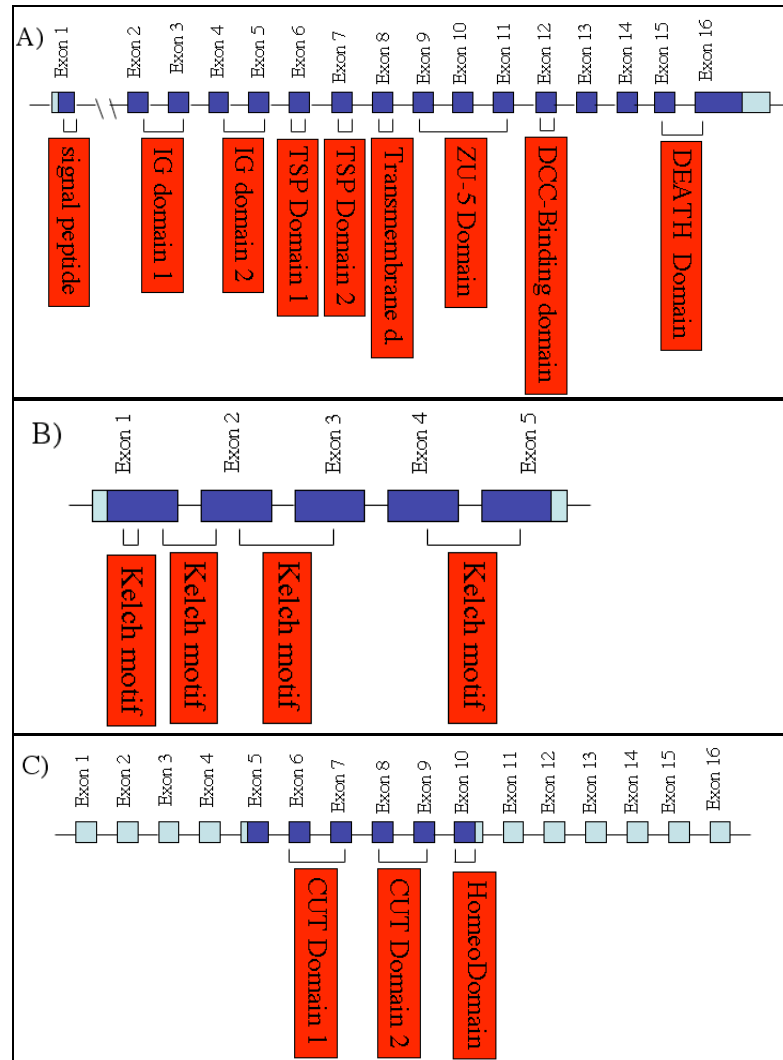 A)
Exon 1
Exon 2
Exon 3
Exon 4
Exon 5
Exon 6
Exon 7
Exon 8
Exon 9
Exon 10
Exon 11
Exon 12
Exon 13
Exon 14
Exon 15
Exon 16
signal peptide
IG domain 1
IG domain 2
TSP Domain 1
TSP Domain 2
Transmembrane d.
ZU-5 Domain
DCC-Binding domain
DEATH Domain
B)
Exon 1
Exon 2
Exon 3
Exon 4
Exon 5
Kelch motif
Kelch motif
Kelch motif
Kelch motif
C)
Exon 1
Exon 2
Exon 3
Exon 4
Exon 5
Exon 6
Exon 7
Exon 8
Exon 9
Exon 10
Exon 11
Exon 12
Exon 13
Exon 14
Exon 15
Exon 16
CUT Domain 1
CUT Domain 2
HomeoDomain